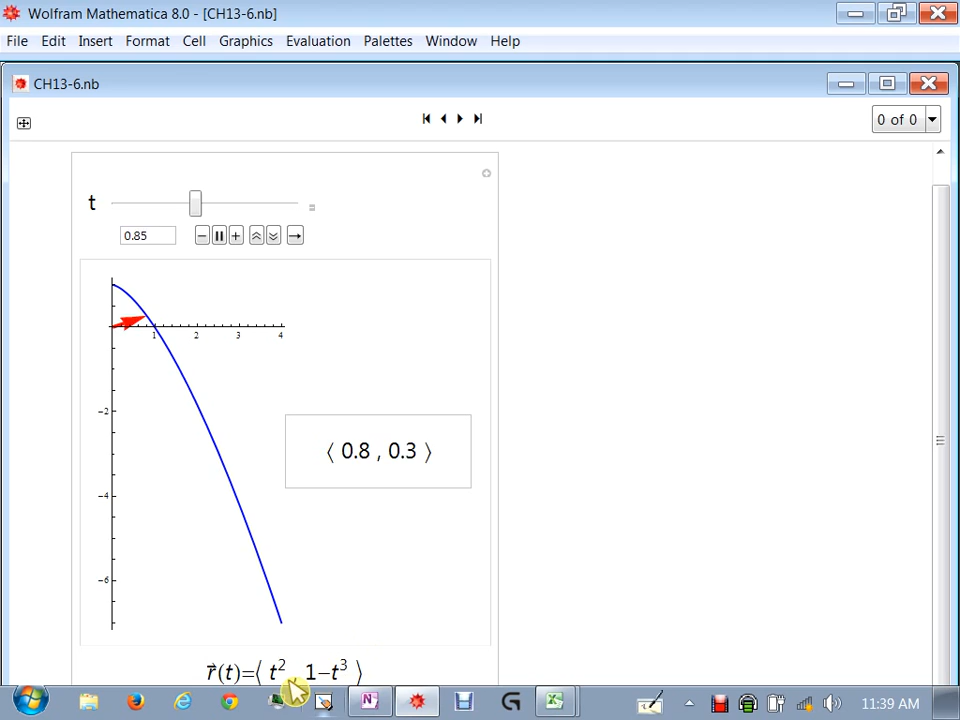 Wolfram Mathematica 8.0 - [CH13-6.nb]
File Edit Insert Format Cell Graphics Evaluation Palettes Window Help
CH13-6.nb
0 of 0
t
0.85
1 2 3 4
-2
-4
-6
⟨ 0.8 , 0.3 ⟩
r⃗(t)=⟨ t² , 1−t³ ⟩
11:39 AM